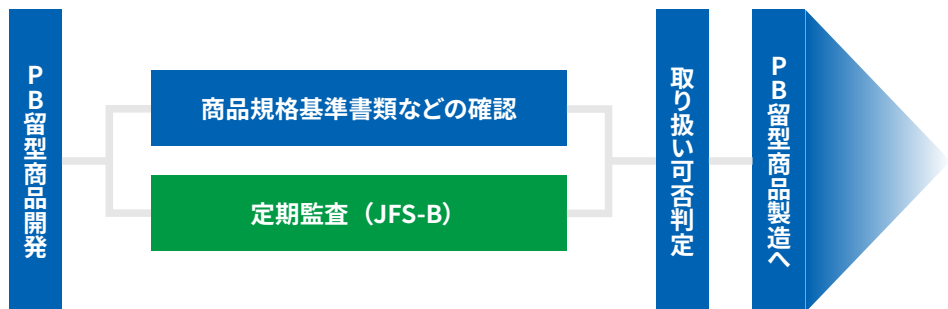 PB留型商品開発
商品規格基準書類などの確認
定期監査（JFS-B）
取り扱い可否判定
PB留型商品製造へ